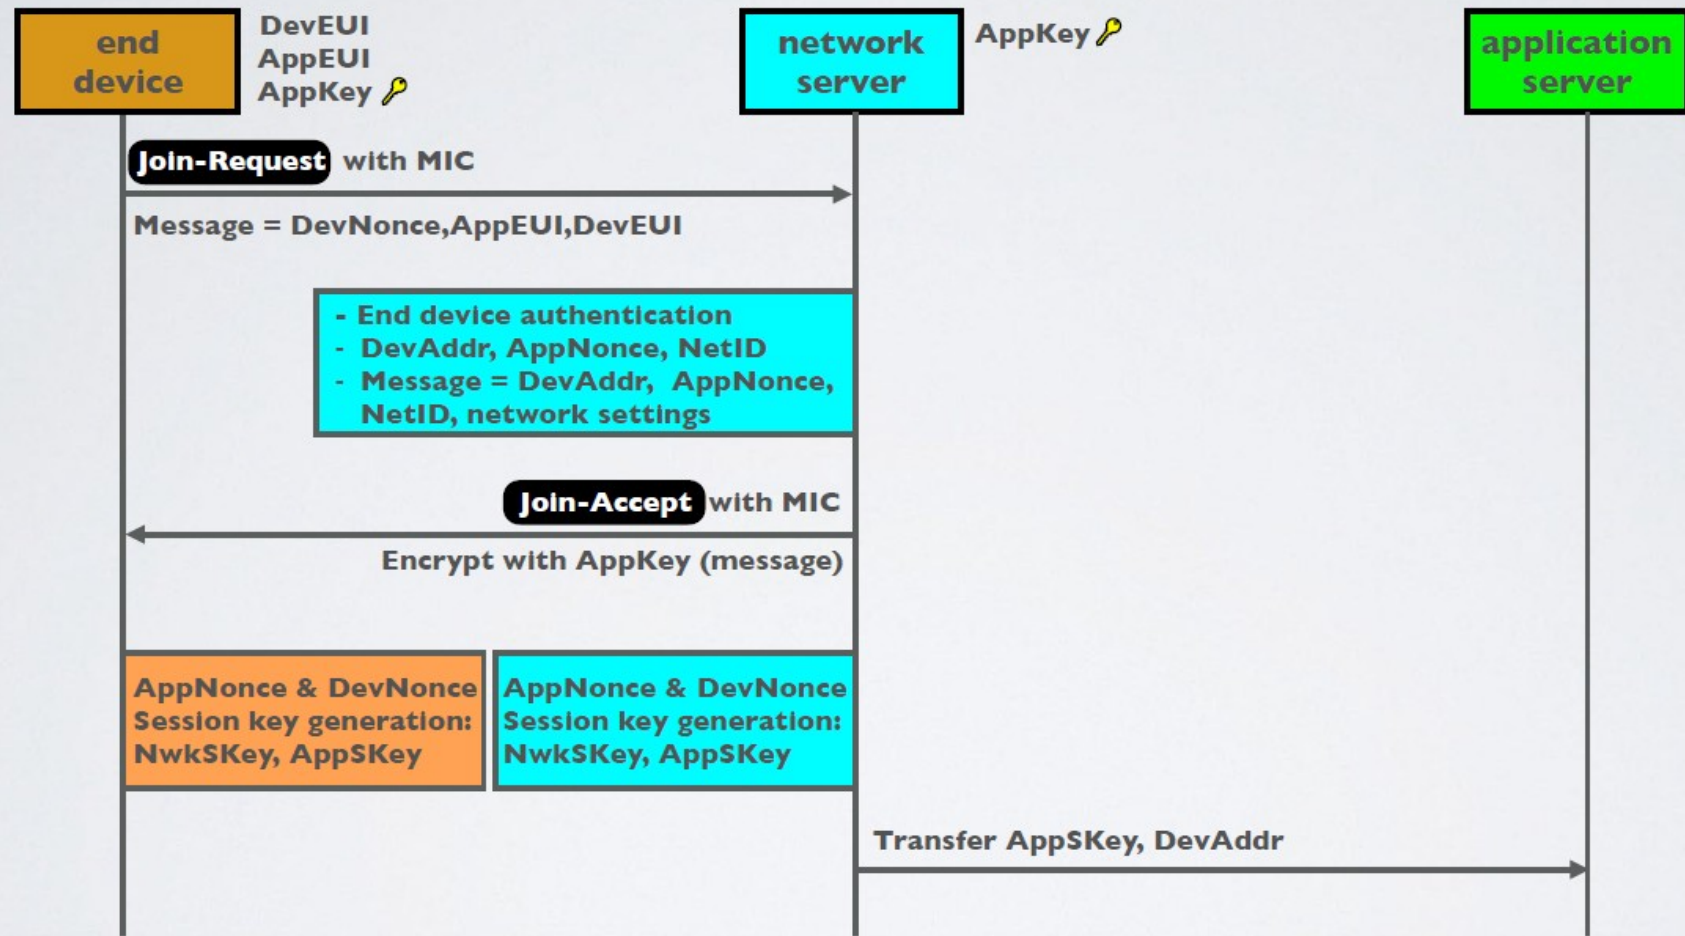 end
device
DevEUI
AppEUI
AppKey
network
server
AppKey
application
server
Join-Request with MIC
Message = DevNonce,AppEUI,DevEUI
- End device authentication
- DevAddr, AppNonce, NetID
- Message = DevAddr, AppNonce,
NetID, network settings
Join-Accept with MIC
Encrypt with AppKey (message)
AppNonce & DevNonce
Session key generation:
NwkSKey, AppSKey
AppNonce & DevNonce
Session key generation:
NwkSKey, AppSKey
Transfer AppSKey, DevAddr